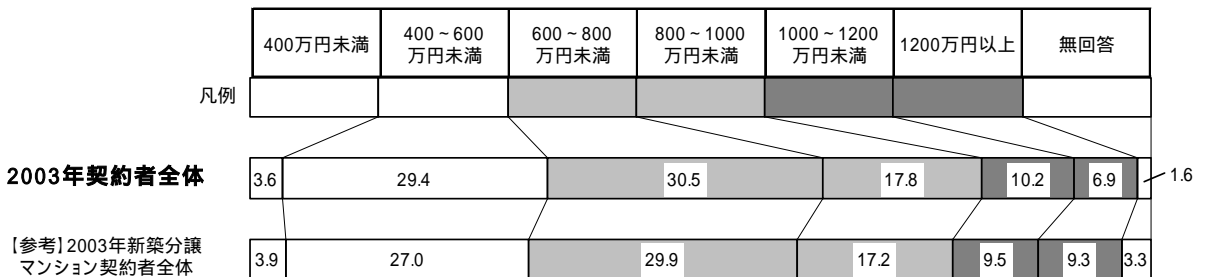 400万円未満
400～600
万円未満
600～800
万円未満
800～1000
万円未満
1000～1200
万円未満
1200万円以上
無回答
凡例
2003年契約者全体
3.6
29.4
30.5
17.8
10.2
6.9
1.6
【参考】2003年新築分譲
マンション契約者全体
3.9
27.0
29.9
17.2
9.5
9.3
3.3